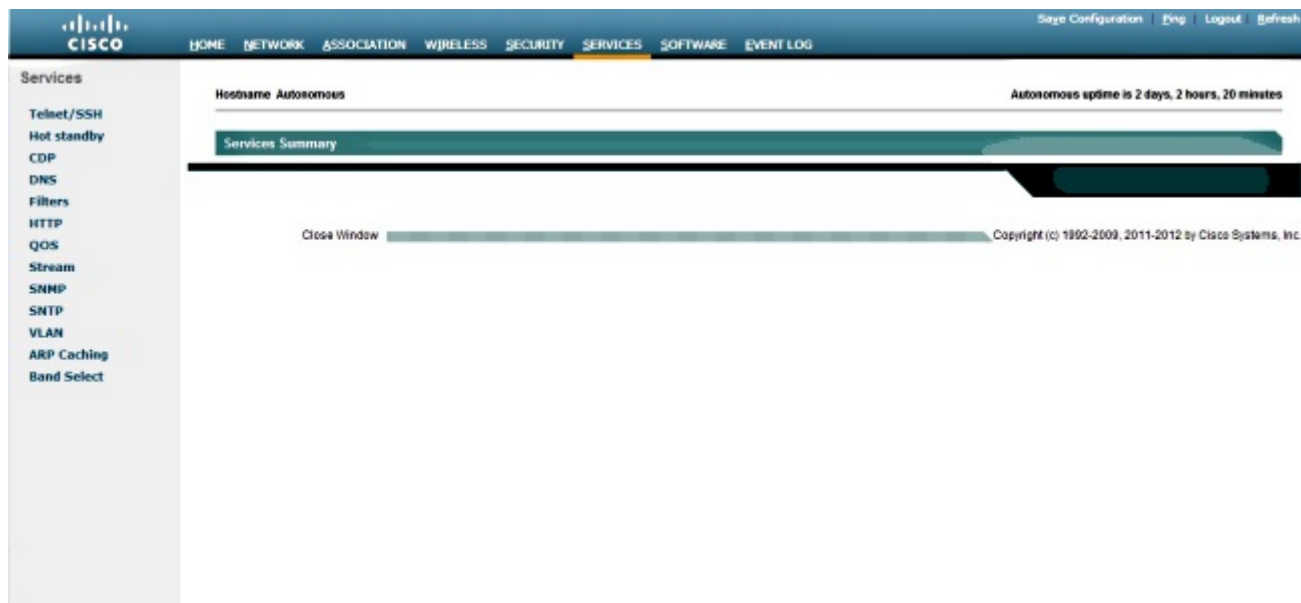 Save Configuration | Ping | Logout | Refresh
CISCO
HOME NETWORK ASSOCIATION WIRELESS SECURITY SERVICES SOFTWARE EVENT LOG
Services
Hostname Autonomous
Autonomous uptime is 2 days, 2 hours, 20 minutes
Telnet/SSH
Hot standby
CDP
DNS
Filters
HTTP
QOS
Stream
SNMP
SNTP
VLAN
ARP Caching
Band Select
Services Summary
Close Window
Copyright (c) 1992-2009, 2011-2012 by Cisco Systems, Inc.